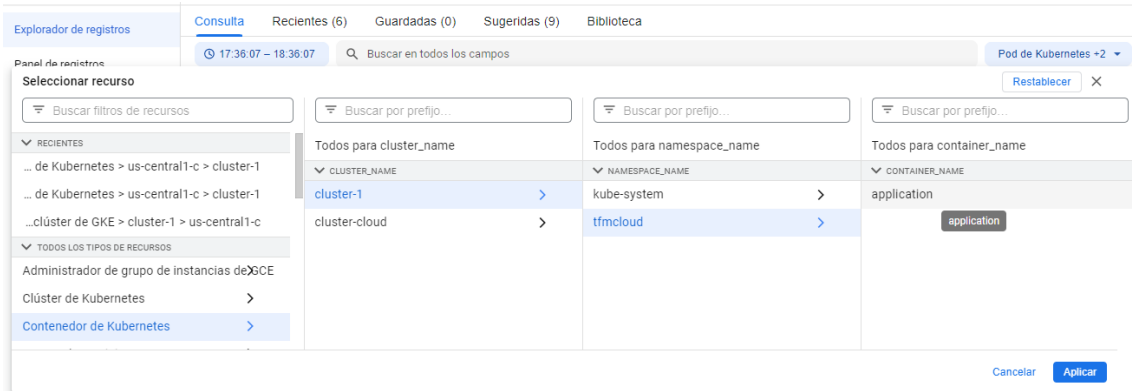 Explorador de registros
Panel de registros
Consulta Recientes (6) Guardadas (0) Sugeridas (9) Biblioteca
17:36:07 – 18:36:07 Buscar en todos los campos Pod de Kubernetes +2
Seleccionar recurso Restablecer
Buscar filtros de recursos Buscar por prefijo... Buscar por prefijo... Buscar por prefijo...
RECIENTES
... de Kubernetes > us-central1-c > cluster-1
... de Kubernetes > us-central1-c > cluster-1
...clúster de GKE > cluster-1 > us-central1-c
TODOS LOS TIPOS DE RECURSOS
Administrador de grupo de instancias de GCE
Clúster de Kubernetes
Contenedor de Kubernetes
Todos para cluster_name
CLUSTER_NAME
cluster-1
cluster-cloud
Todos para namespace_name
NAMESPACE_NAME
kube-system
tfmcloud
Todos para container_name
CONTAINER_NAME
application
application
Cancelar Aplicar